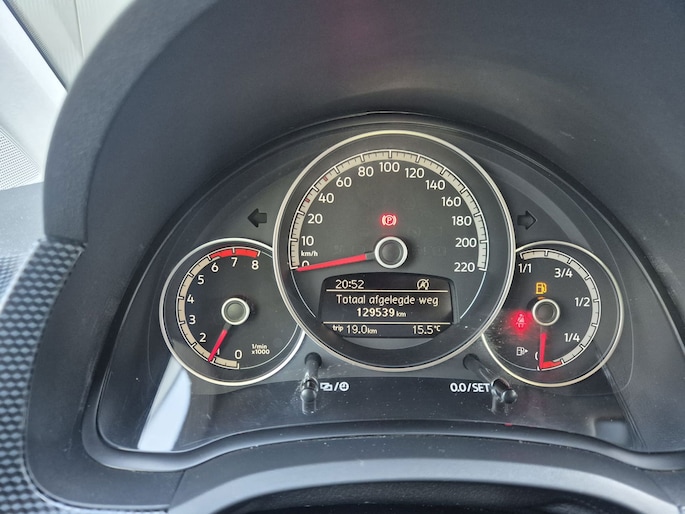 0 10 20 40 60 80 100 120 140 160 180 200 220
km/h
P
20:52 A
Totaal afgelegde weg
129539 km
trip 19.0 km 15.5°C
0 1 2 3 4 5 6 7 8
1/min
x1000
1/1 3/4 1/2 1/4 0
0.0/SET